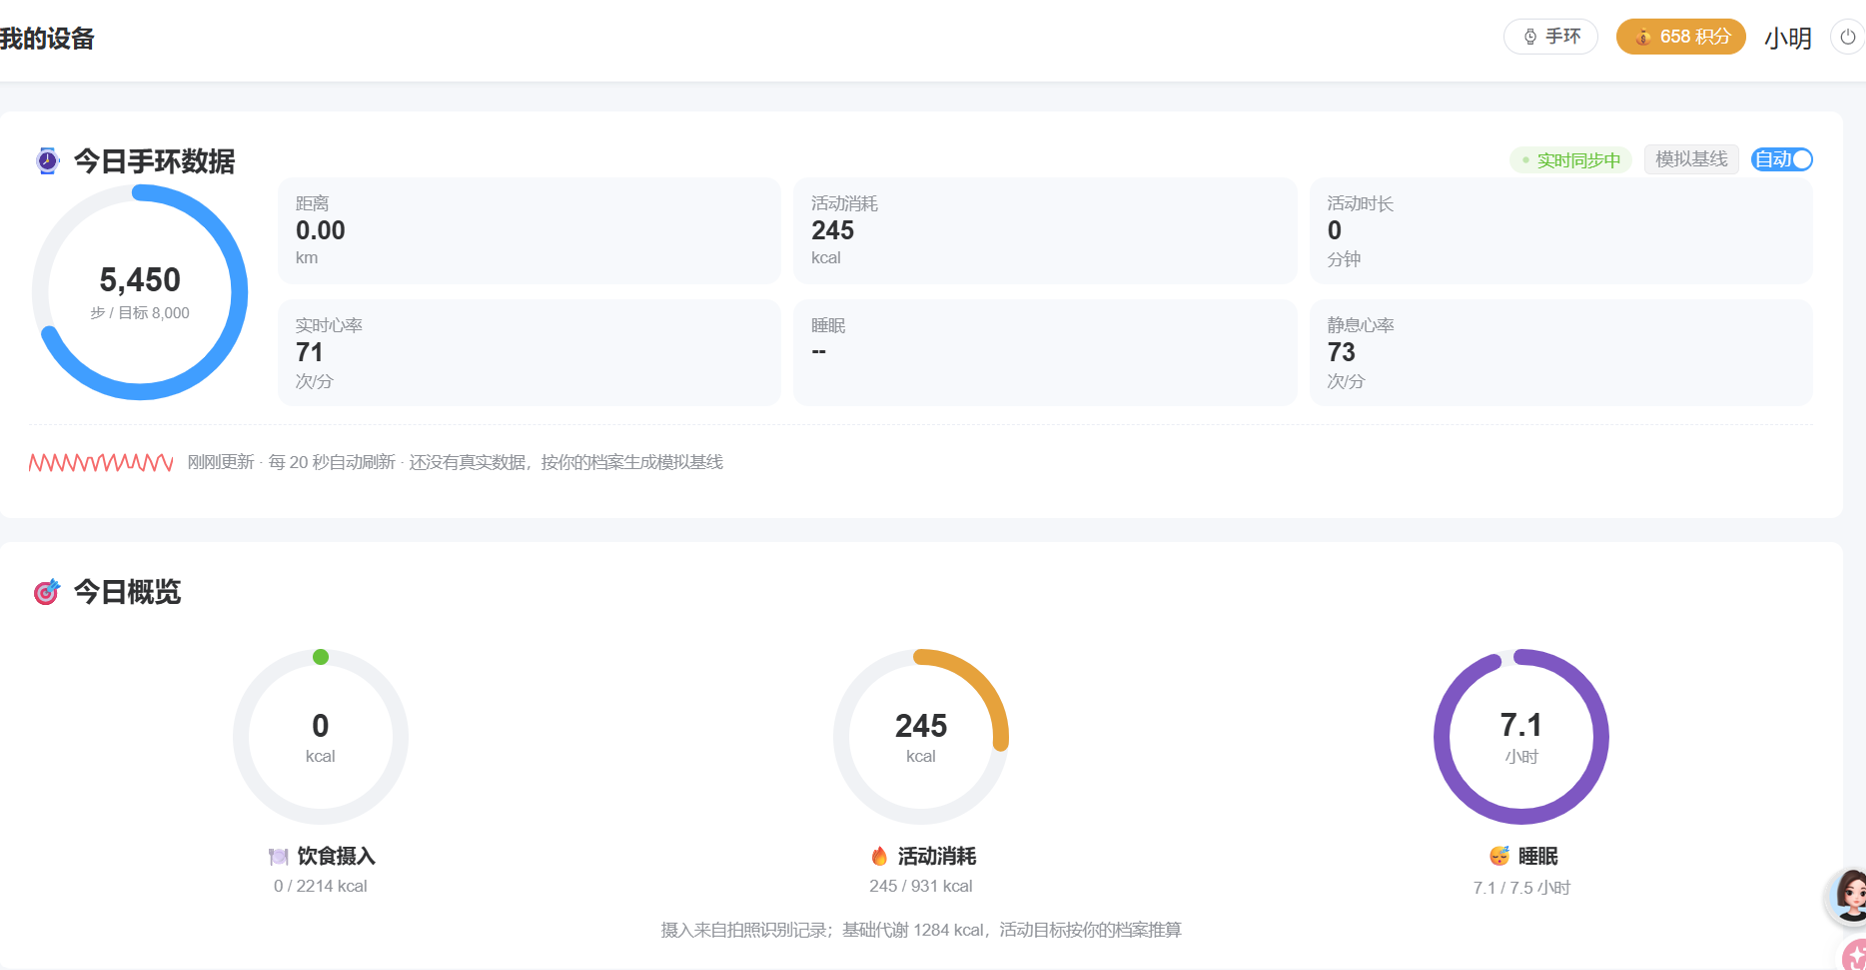 我的设备
手环
658 积分
小明
今日手环数据
实时同步中
模拟基线
自动
5,450
步 / 目标 8,000
距离
0.00
km
活动消耗
245
kcal
活动时长
0
分钟
实时心率
71
次/分
睡眠
--
静息心率
73
次/分
刚刚更新 · 每 20 秒自动刷新 · 还没有真实数据，按你的档案生成模拟基线
今日概览
0
kcal
饮食摄入
0 / 2214 kcal
245
kcal
活动消耗
245 / 931 kcal
7.1
小时
睡眠
7.1 / 7.5 小时
摄入来自拍照识别记录；基础代谢 1284 kcal，活动目标按你的档案推算